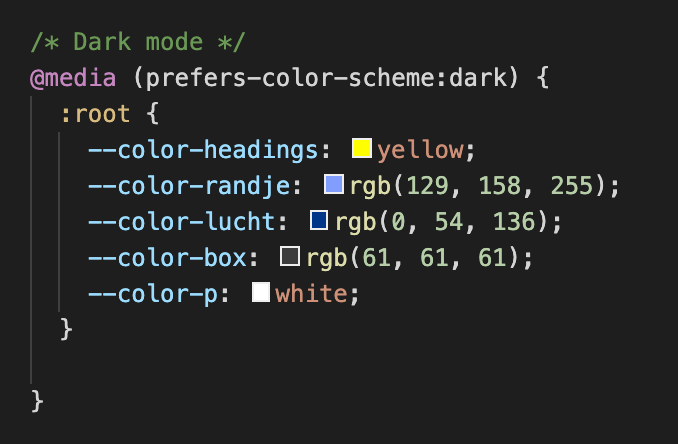 /* Dark mode */
@media (prefers-color-scheme:dark) {
:root {
--color-headings: yellow;
--color-randje: rgb(129, 158, 255);
--color-lucht: rgb(0, 54, 136);
--color-box: rgb(61, 61, 61);
--color-p: white;
}
}